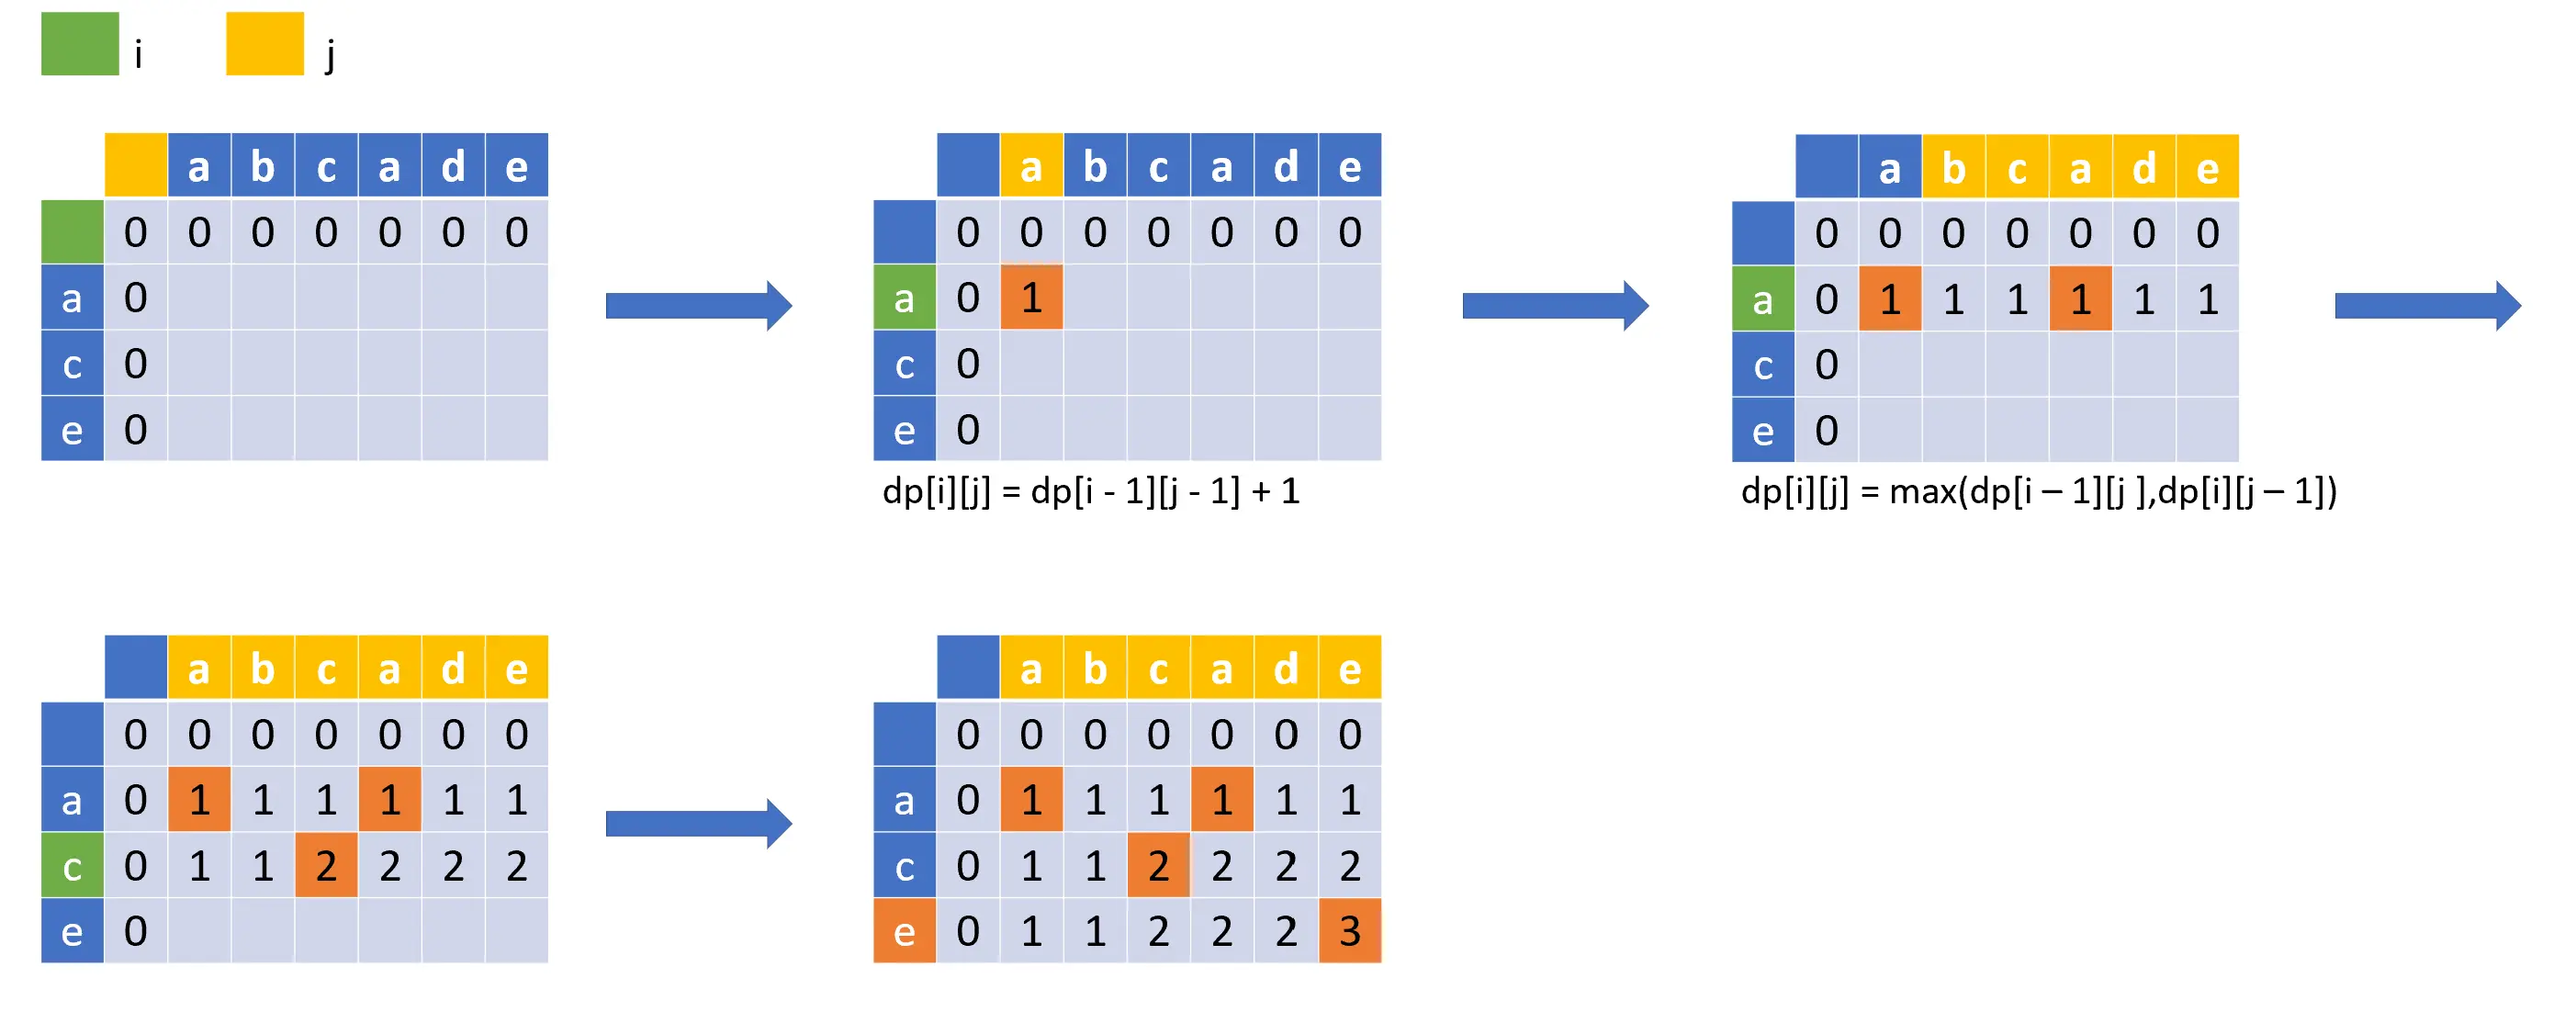 i j
a b c a d e
0 0 0 0 0 0 0
a 0
c 0
e 0
a b c a d e
0 0 0 0 0 0 0
a 0 1
c 0
e 0
dp[i][j] = dp[i - 1][j - 1] + 1
a b c a d e
0 0 0 0 0 0 0
a 0 1 1 1 1 1 1
c 0
e 0
dp[i][j] = max(dp[i – 1][j ],dp[i][j – 1])
a b c a d e
0 0 0 0 0 0 0
a 0 1 1 1 1 1 1
c 0 1 1 2 2 2 2
e 0
a b c a d e
0 0 0 0 0 0 0
a 0 1 1 1 1 1 1
c 0 1 1 2 2 2 2
e 0 1 1 2 2 2 3